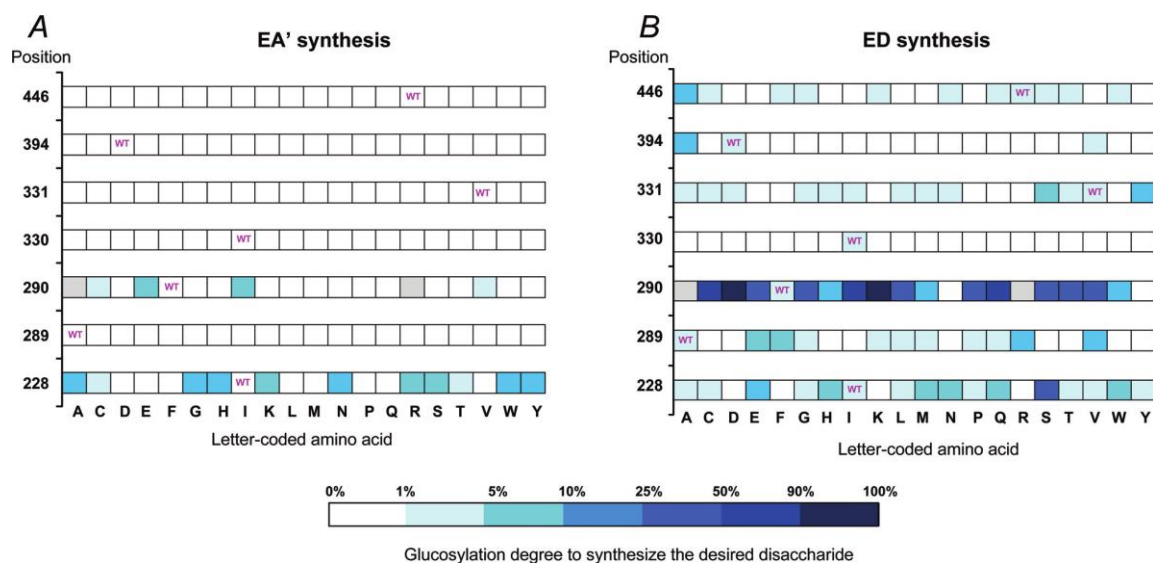 A
EA’ synthesis
Position
446 WT
394 WT
331 WT
330 WT
290 WT
289 WT
228 WT
A C D E F G H I K L M N P Q R S T V W Y
Letter-coded amino acid
B
ED synthesis
446 WT
394 WT
331 WT
330 WT
290 WT
289 WT
228 WT
A C D E F G H I K L M N P Q R S T V W Y
Letter-coded amino acid
0% 1% 5% 10% 25% 50% 90% 100%
Glucosylation degree to synthesize the desired disaccharide